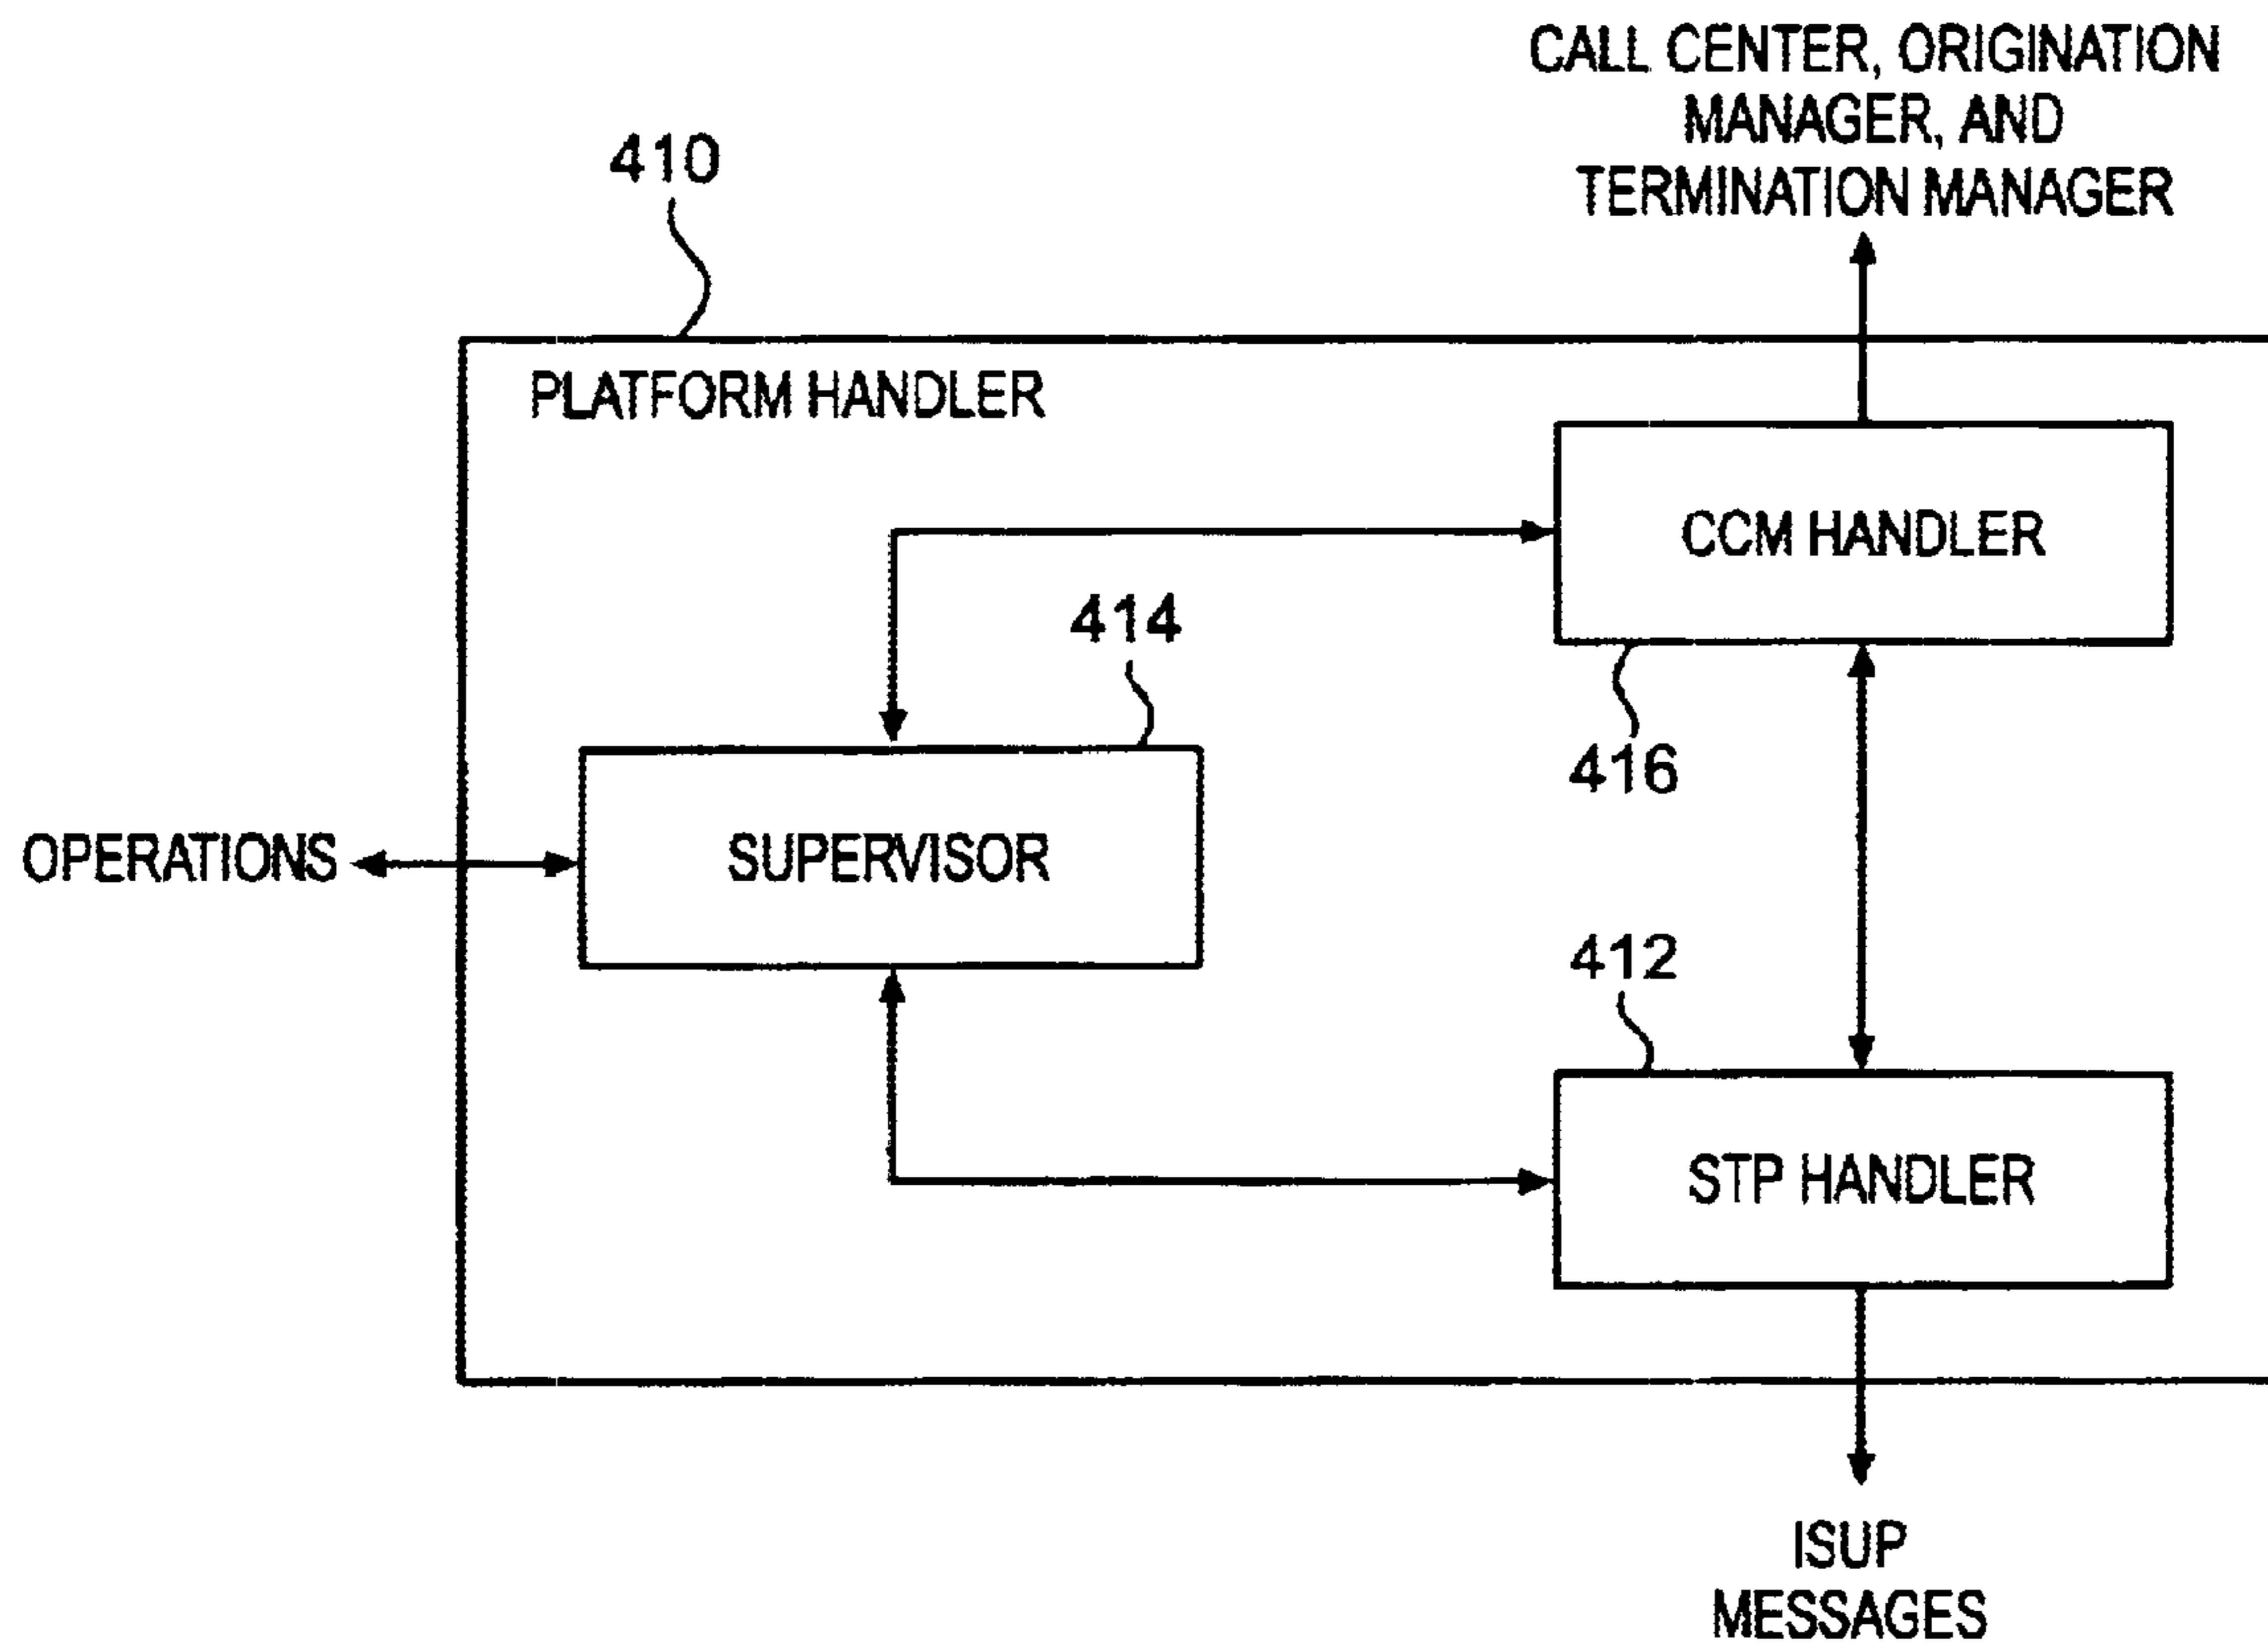 CALL CENTER, ORIGINATION
MANAGER, AND
TERMINATION MANAGER
410
PLATFORM HANDLER
CCM HANDLER
414
416
OPERATIONS
SUPERVISOR
412
STP HANDLER
ISUP
MESSAGES